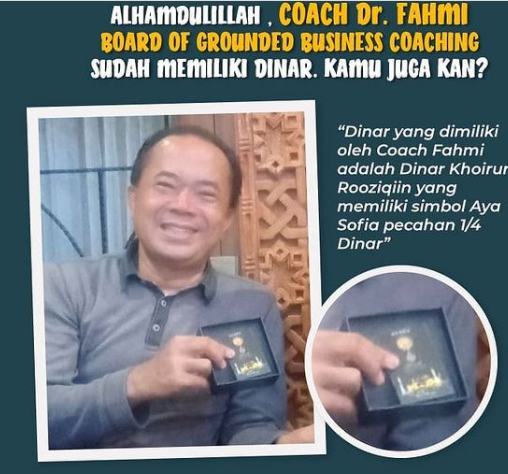 ALHAMDULILLAH , COACH Dr. FAHMI
BOARD OF GROUNDED BUSINESS COACHING
SUDAH MEMILIKI DINAR. KAMU JUGA KAN?
“Dinar yang dimiliki
oleh Coach Fahmi
adalah Dinar Khoirur
Rooziqiin yang
memiliki simbol Aya
Sofia pecahan 1/4
Dinar”